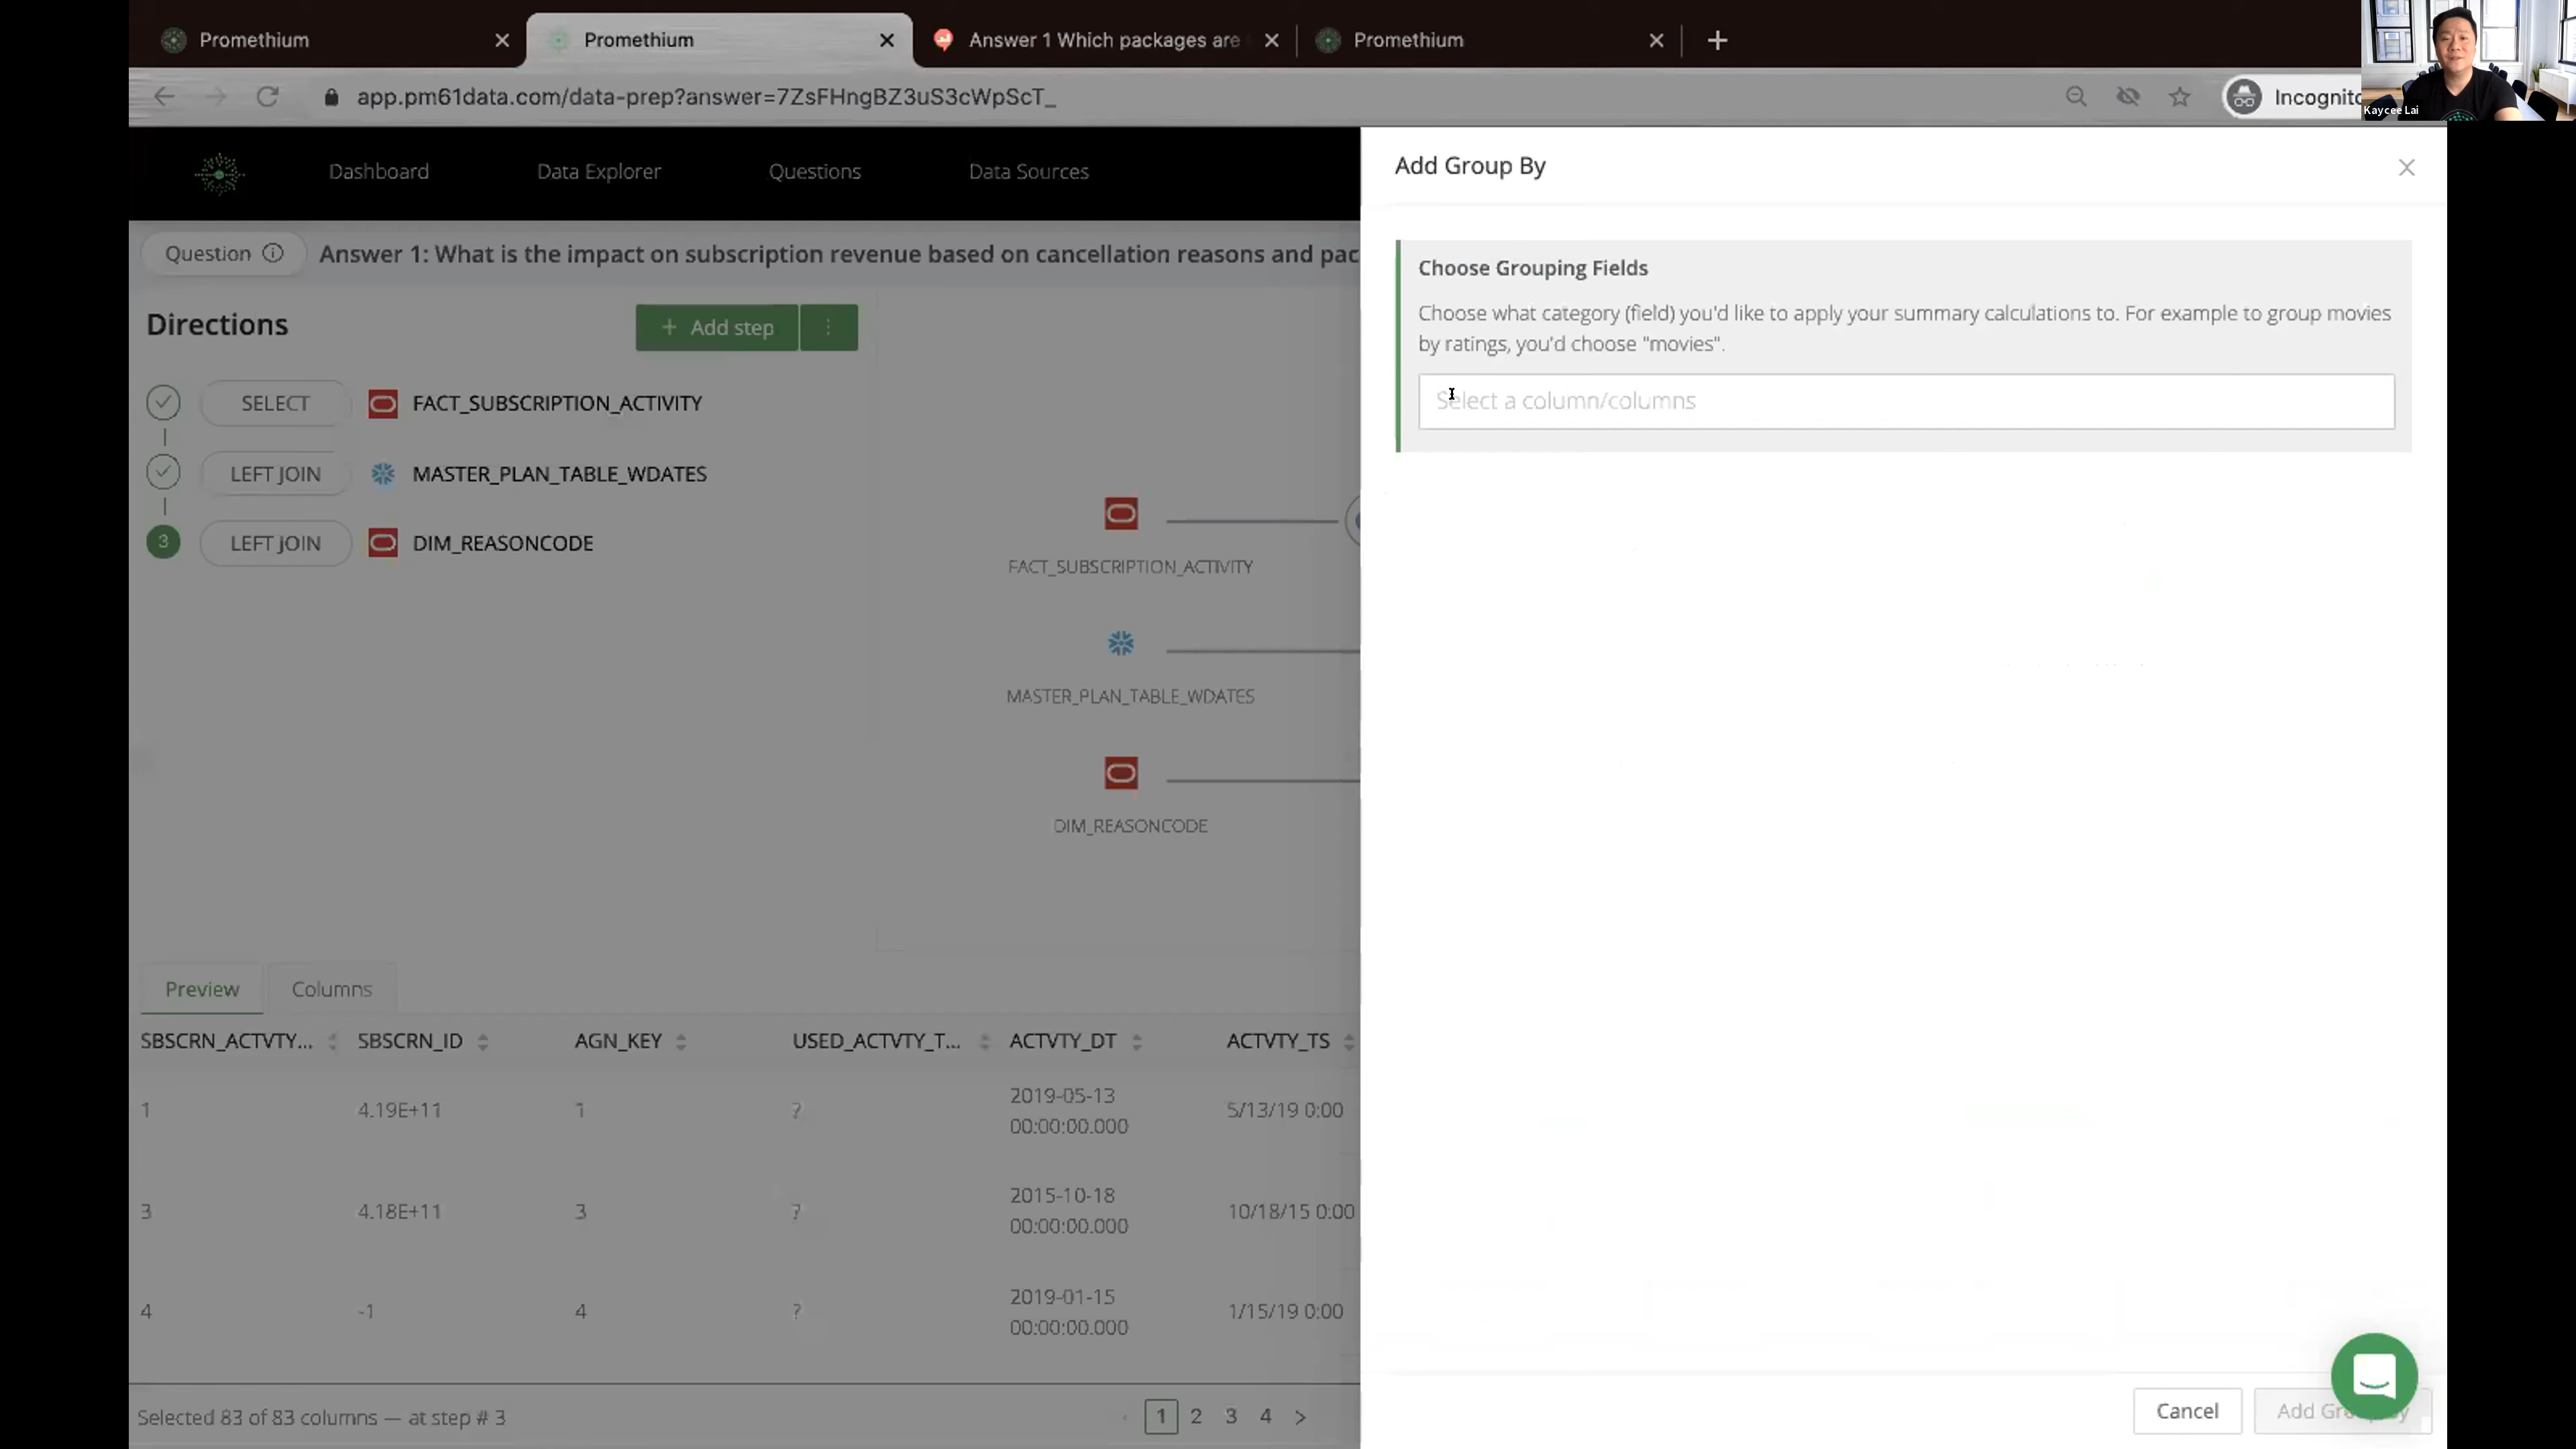 Promethium
Promethium
Answer 1 Which packages are
Promethium
app.pm61data.com/data-prep?answer=7ZsFHngBZ3uS3cWpScT_
Incognito
Kaycee Lai
Dashboard
Data Explorer
Questions
Data Sources
Question
Answer 1: What is the impact on subscription revenue based on cancellation reasons and pac
Directions
+ Add step
SELECT
FACT_SUBSCRIPTION_ACTIVITY
LEFT JOIN
MASTER_PLAN_TABLE_WDATES
3
LEFT JOIN
DIM_REASONCODE
FACT_SUBSCRIPTION_ACTIVITY
MASTER_PLAN_TABLE_WDATES
DIM_REASONCODE
Add Group By
Choose Grouping Fields
Choose what category (field) you'd like to apply your summary calculations to. For example to group movies
by ratings, you'd choose "movies".
Select a column/columns
Preview
Columns
SBSCRN_ACTVTY... SBSCRN_ID AGN_KEY USED_ACTVTY_T... ACTVTY_DT ACTVTY_TS
1 4.19E+11 1 ? 2019-05-13 5/13/19 0:00
00:00:00.000
3 4.18E+11 3 ? 2015-10-18 10/18/15 0:00
00:00:00.000
4 -1 4 ? 2019-01-15 1/15/19 0:00
00:00:00.000
Selected 83 of 83 columns — at step # 3
1 2 3 4
Cancel